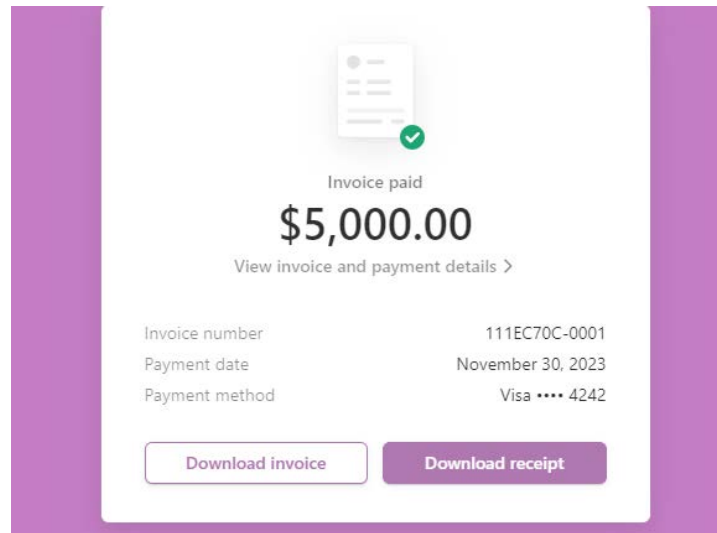 Invoice paid
$5,000.00
View invoice and payment details >
Invoice number 111EC70C-0001
Payment date November 30, 2023
Payment method Visa •••• 4242
Download invoice Download receipt